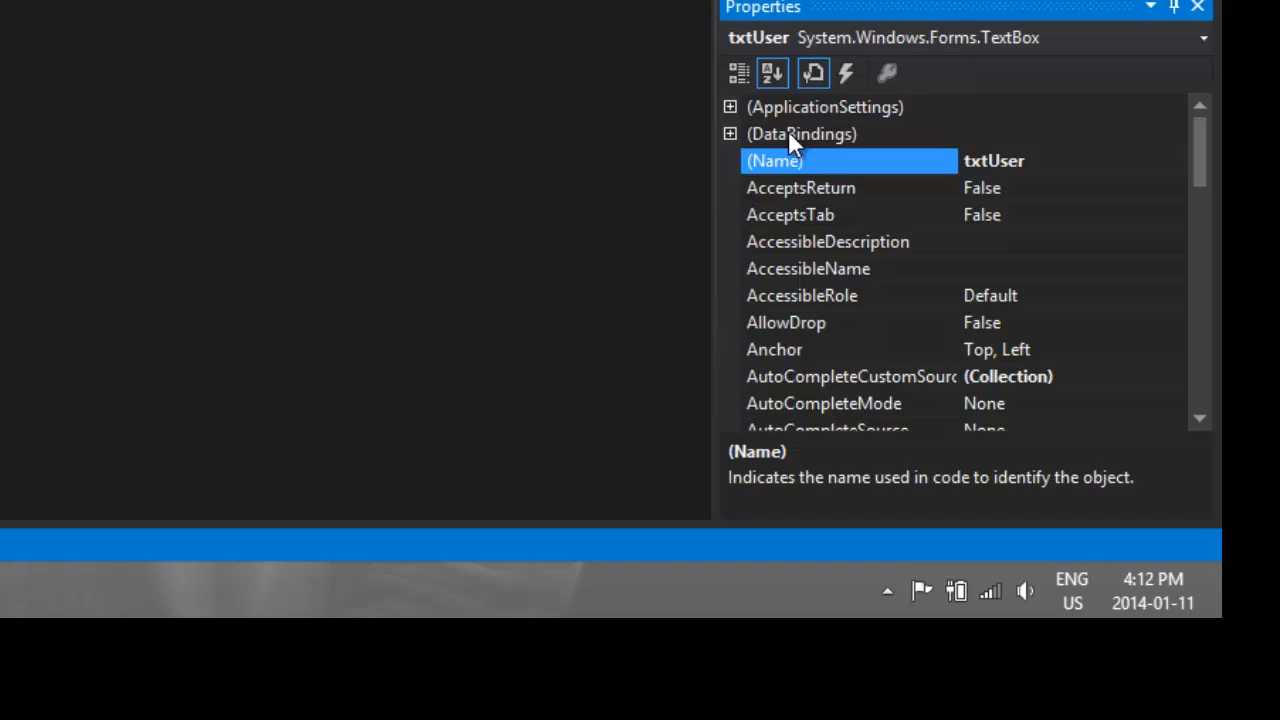 Properties
txtUser System.Windows.Forms.TextBox
(ApplicationSettings)
(DataBindings)
(Name) txtUser
AcceptsReturn False
AcceptsTab False
AccessibleDescription
AccessibleName
AccessibleRole Default
AllowDrop False
Anchor Top, Left
AutoCompleteCustomSourc (Collection)
AutoCompleteMode None
AutoCompleteSource None
(Name)
Indicates the name used in code to identify the object.
ENG 4:12 PM
US 2014-01-11